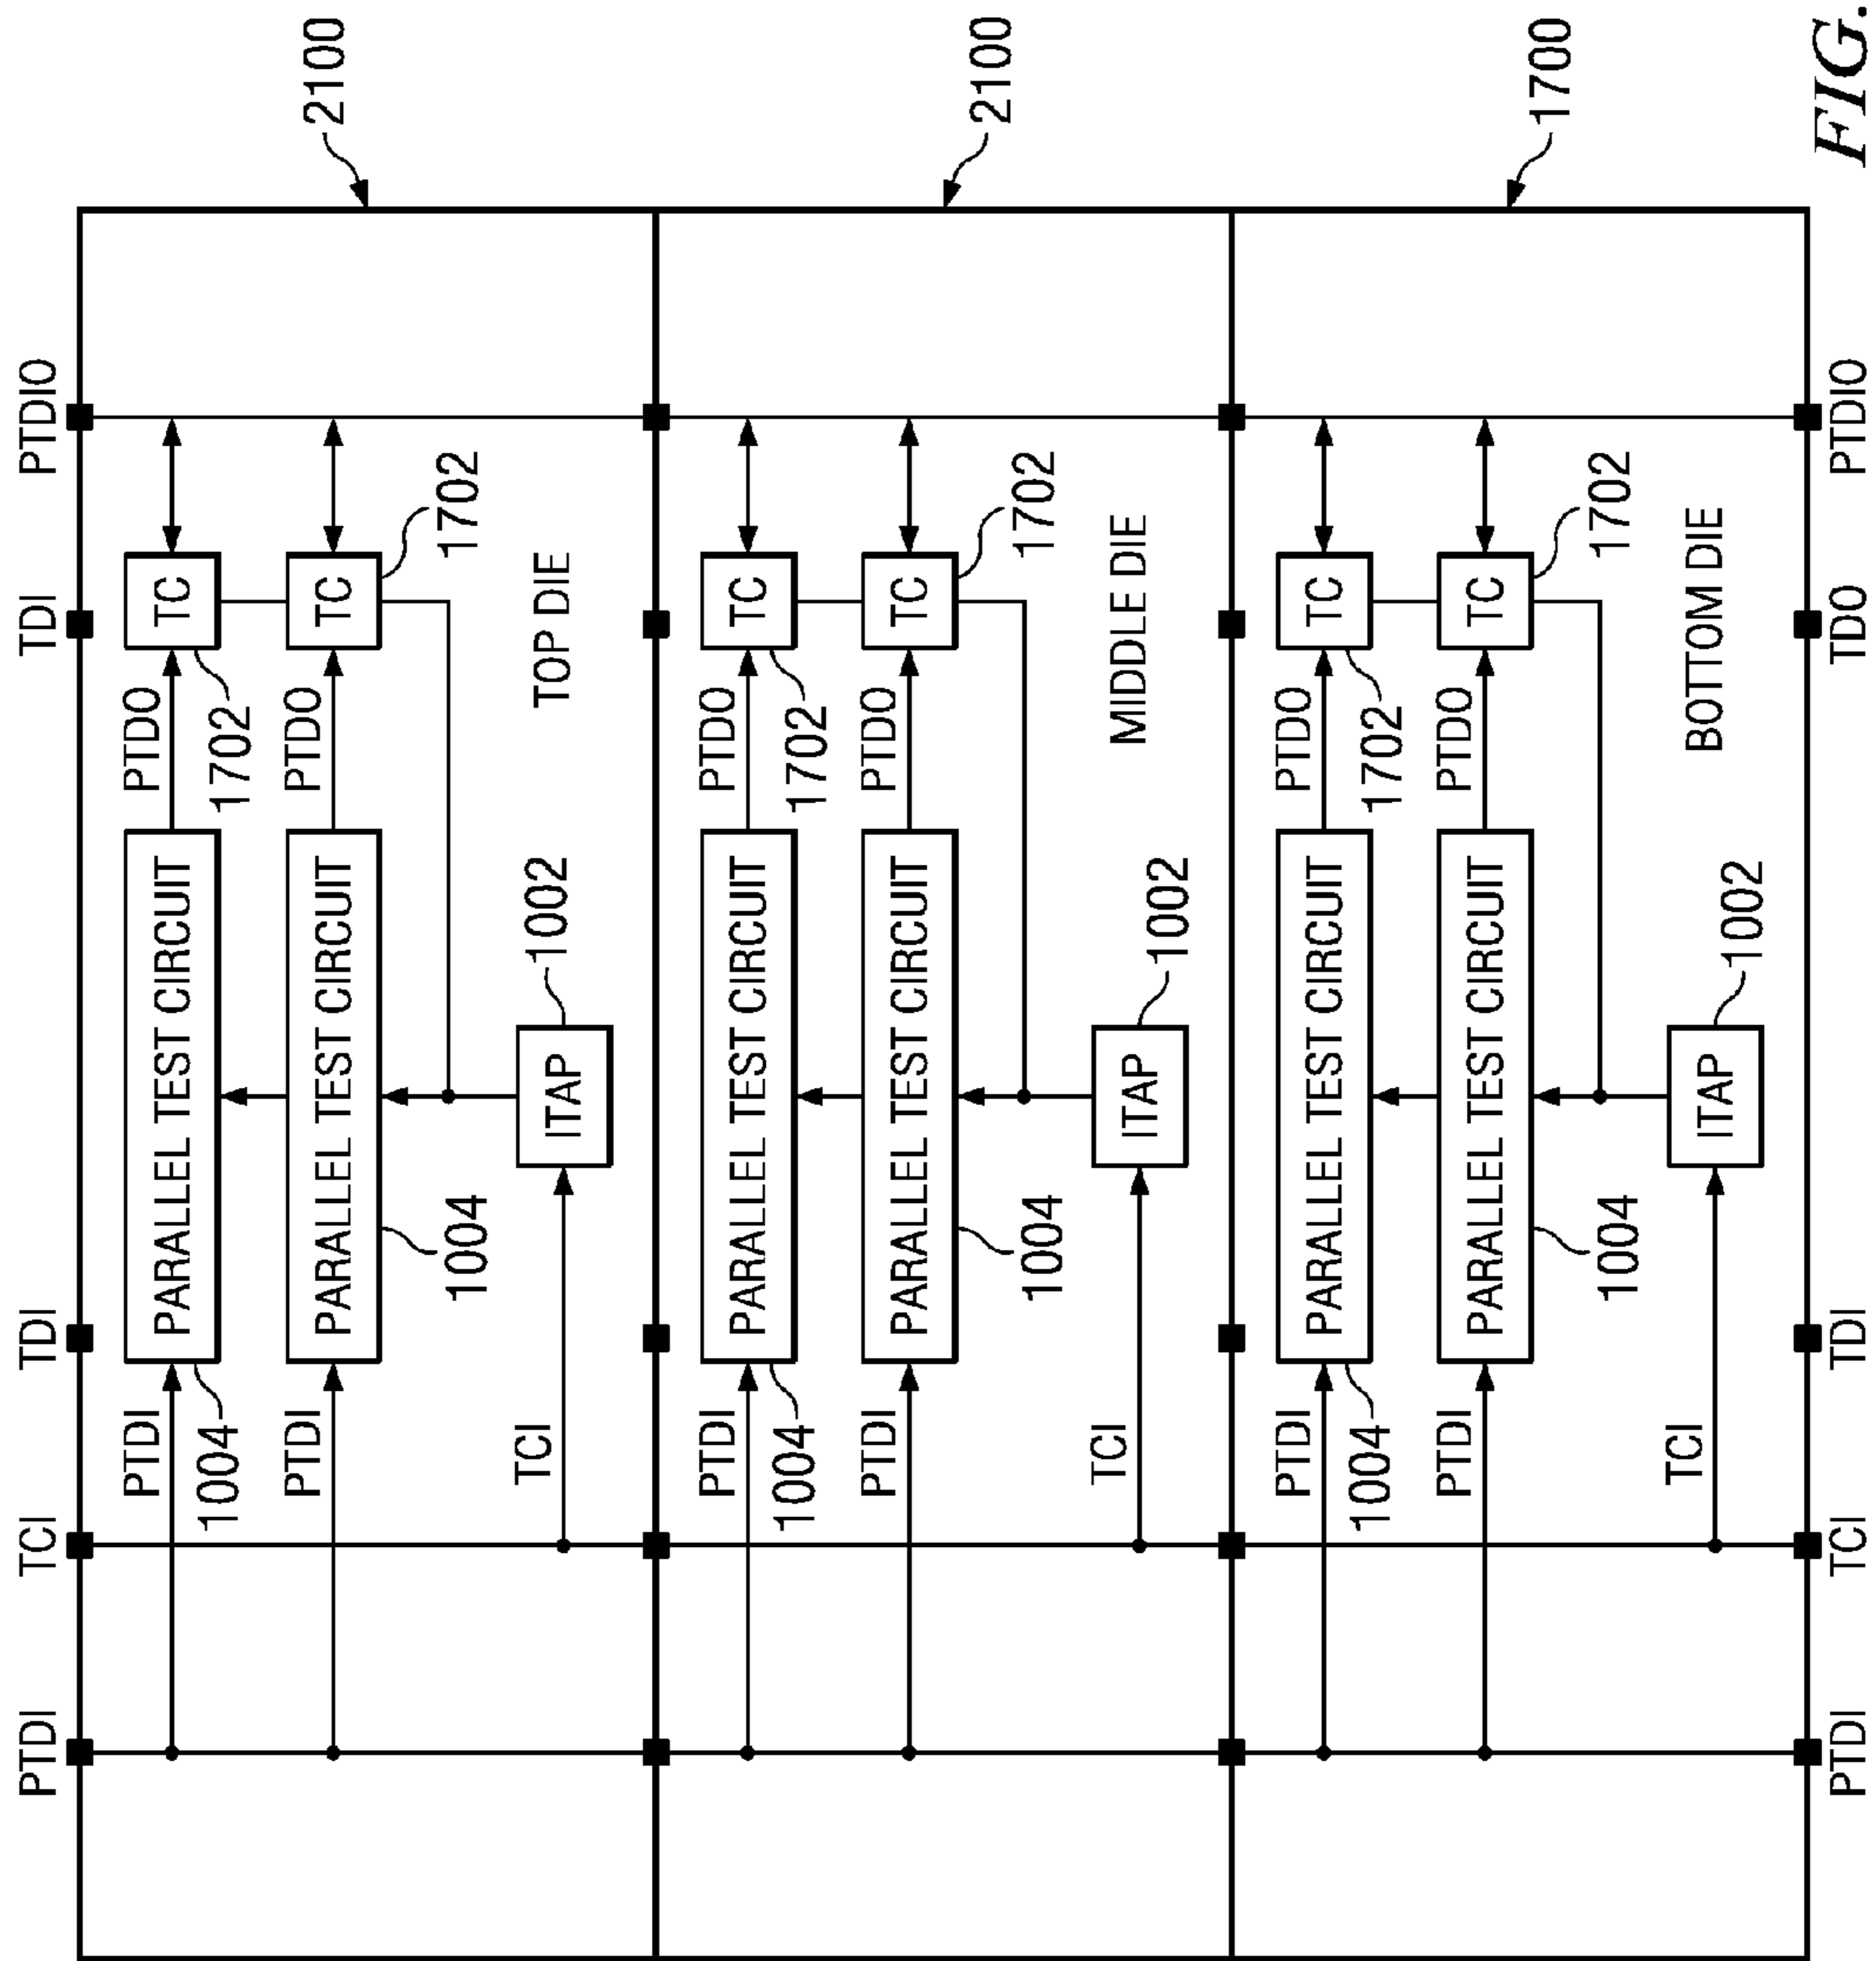 PTDI
TCI
TDI
TDI
PTDIO
PTDI
PARALLEL TEST CIRCUIT
PTDO
TC
1004
1702
2100
PTDI
PARALLEL TEST CIRCUIT
PTDO
TC
1004
1702
TCI
ITAP
1002
TOP DIE
PTDI
PARALLEL TEST CIRCUIT
PTDO
TC
1004
1702
2100
PTDI
PARALLEL TEST CIRCUIT
PTDO
TC
1004
1702
TCI
ITAP
1002
MIDDLE DIE
PTDI
PARALLEL TEST CIRCUIT
PTDO
TC
1004
1702
1700
PTDI
PARALLEL TEST CIRCUIT
PTDO
TC
1004
1702
TCI
ITAP
1002
BOTTOM DIE
PTDI
TCI
TDI
TDO
PTDIO
FIG.